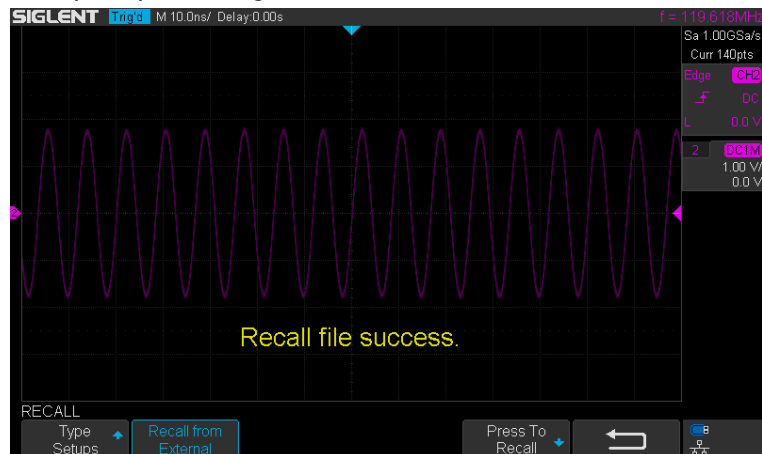 SIGLENT Trig'd M 10.0ns/ Delay:0.00s f = 119.618MHz
Sa 1.00GSa/s
Curr 140pts
Edge CH2
DC
L 0.0 V
2 DC1M
1.00 V/
0.0 V
2
Recall file success.
RECALL
Type Setups
Recall from External
Press To Recall